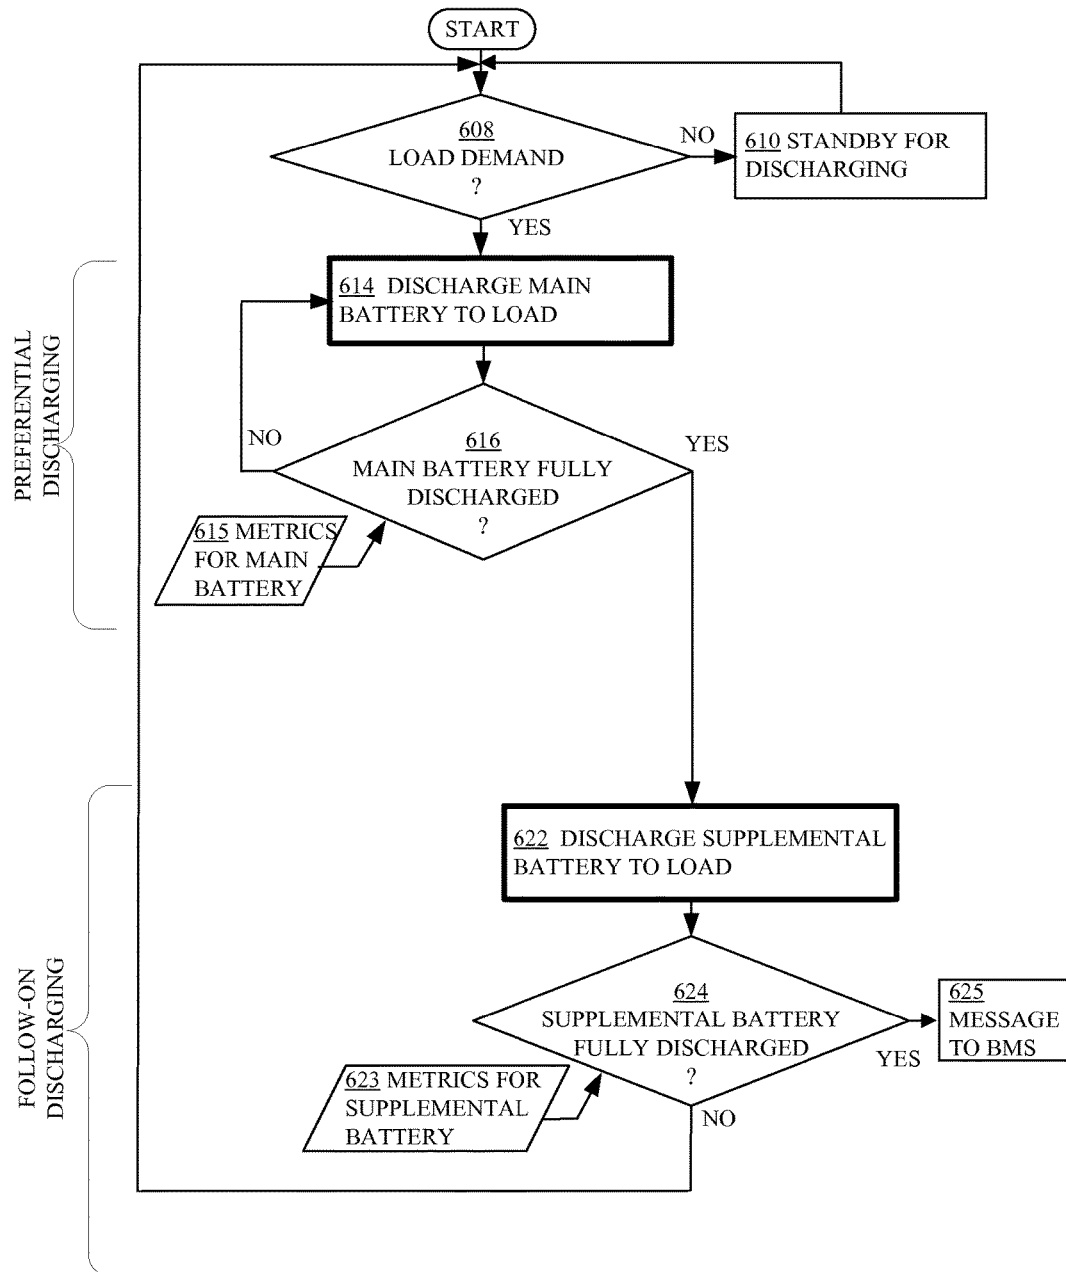 START
608
LOAD DEMAND
?
NO
610 STANDBY FOR
DISCHARGING
YES
PREFERENTIAL
DISCHARGING
614 DISCHARGE MAIN
BATTERY TO LOAD
NO
616
MAIN BATTERY FULLY
DISCHARGED
?
YES
615 METRICS
FOR MAIN
BATTERY
FOLLOW-ON
DISCHARGING
622 DISCHARGE SUPPLEMENTAL
BATTERY TO LOAD
624
SUPPLEMENTAL BATTERY
FULLY DISCHARGED
?
YES
625
MESSAGE
TO BMS
623 METRICS FOR
SUPPLEMENTAL
BATTERY
NO